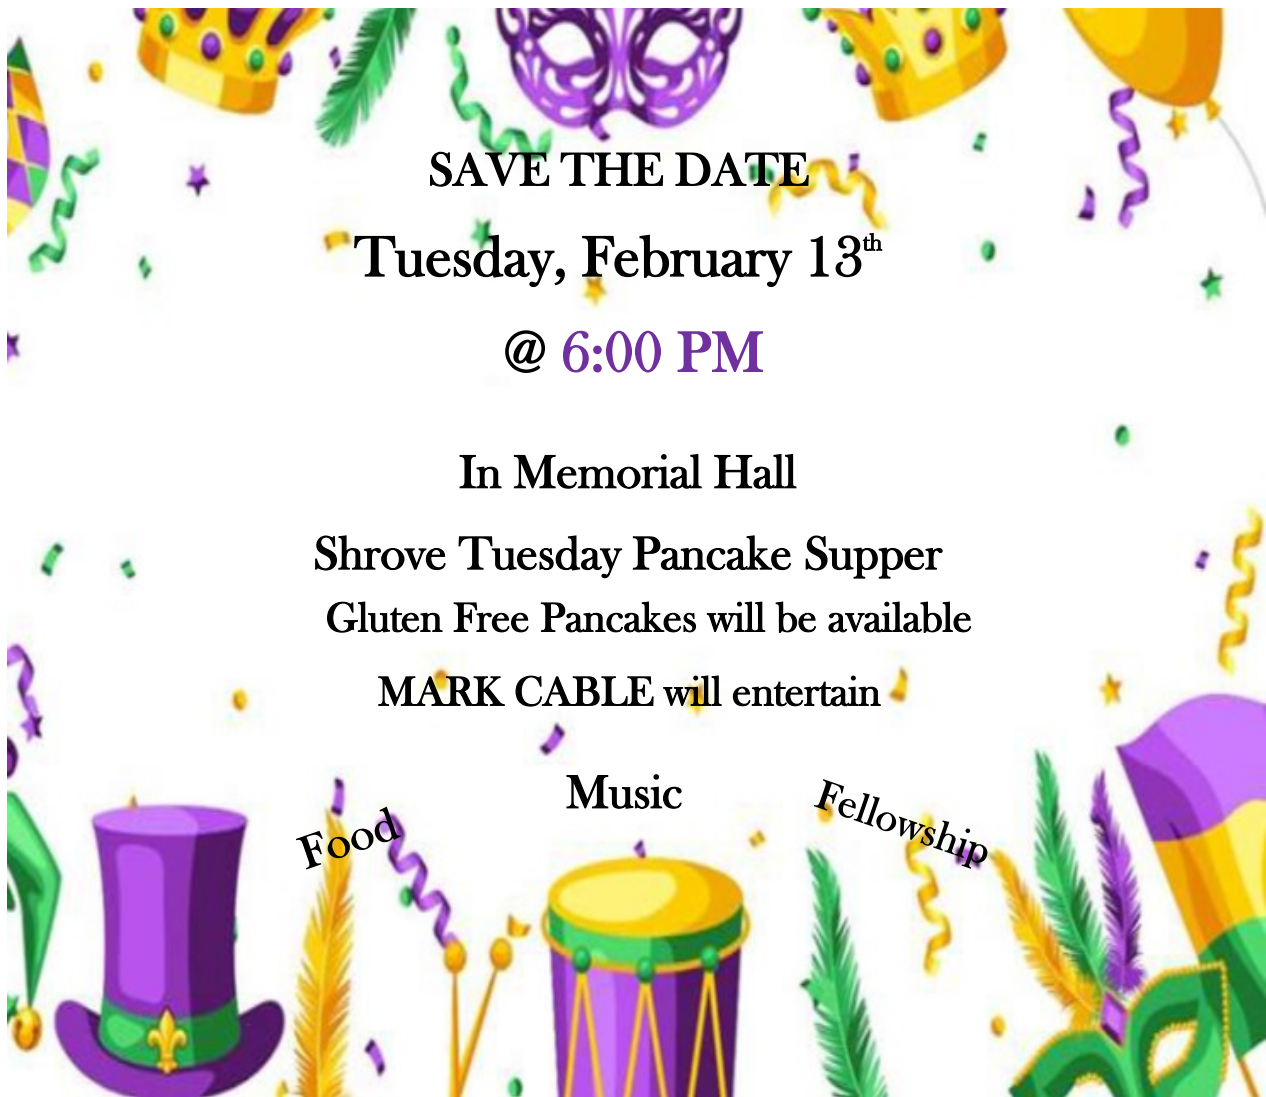 SAVE THE DATE
Tuesday, February 13th
@ 6:00 PM
In Memorial Hall
Shrove Tuesday Pancake Supper
Gluten Free Pancakes will be available
MARK CABLE will entertain
Food
Music
Fellowship